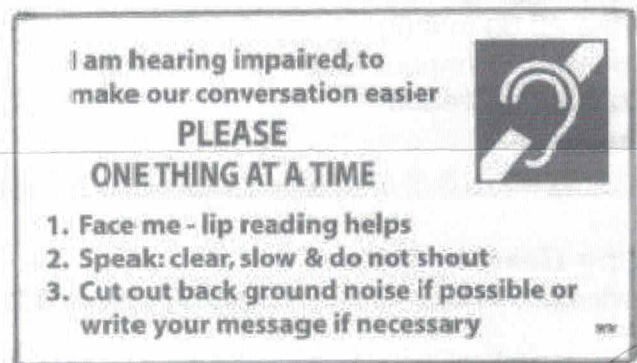 I am hearing impaired, to
make our conversation easier
PLEASE
ONE THING AT A TIME
1. Face me - lip reading helps
2. Speak: clear, slow & do not shout
3. Cut out back ground noise if possible or
write your message if necessary